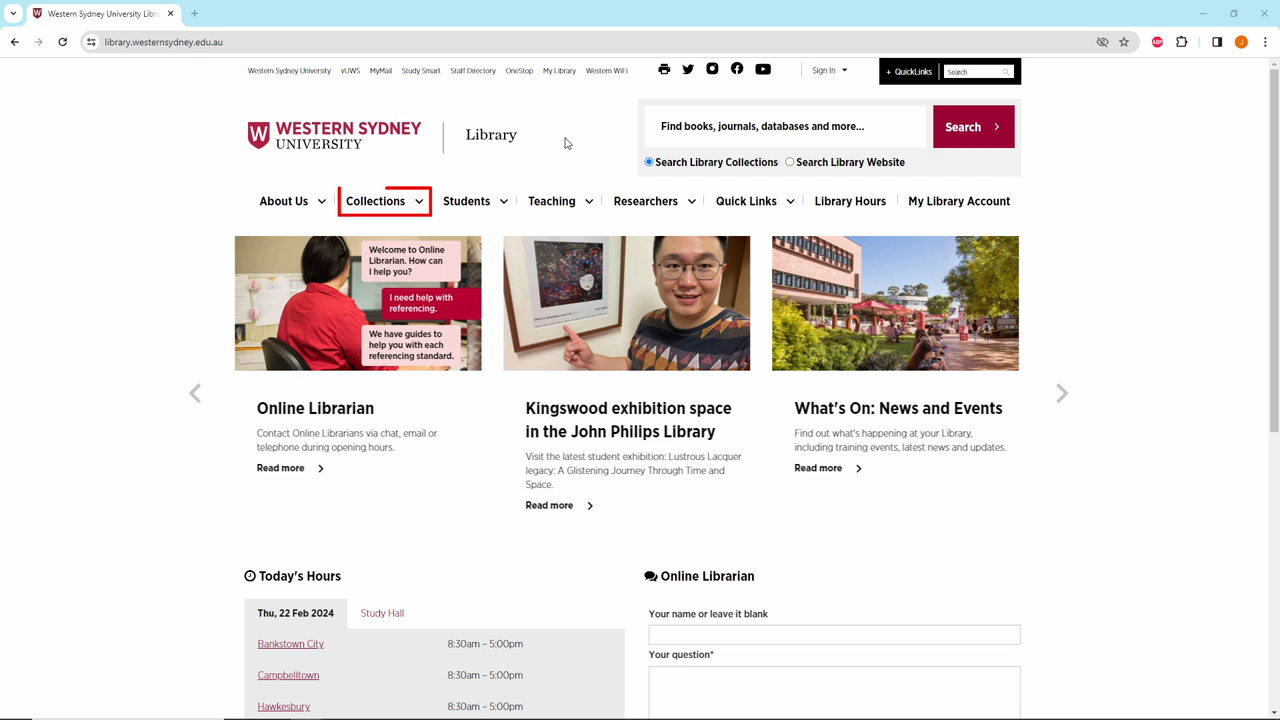 Western Sydney University Libr
library.westernsydney.edu.au
Western Sydney University vUWS MyMail Study Smart Staff Directory OneStop My Library Western WiFi Sign In + QuickLinks Search
WESTERN SYDNEY
UNIVERSITY
W
Library
Find books, journals, databases and more...
Search
Search Library Collections Search Library Website
About Us Collections Students Teaching Researchers Quick Links Library Hours My Library Account
Welcome to Online
Librarian. How can
I help you?
I need help with
referencing.
We have guides to
help you with each
referencing standard.
Online Librarian
Contact Online Librarians via chat, email or
telephone during opening hours.
Read more
Kingswood exhibition space
in the John Philips Library
Visit the latest student exhibition: Lustrous Lacquer
legacy: A Glistening Journey Through Time and
Space.
Read more
What's On: News and Events
Find out what's happening at your Library,
including training events, latest news and updates.
Read more
Today's Hours
Thu, 22 Feb 2024 Study Hall
Bankstown City 8:30am – 5:00pm
Campbelltown 8:30am – 5:00pm
Hawkesbury 8:30am – 5:00pm
Online Librarian
Your name or leave it blank
Your question*